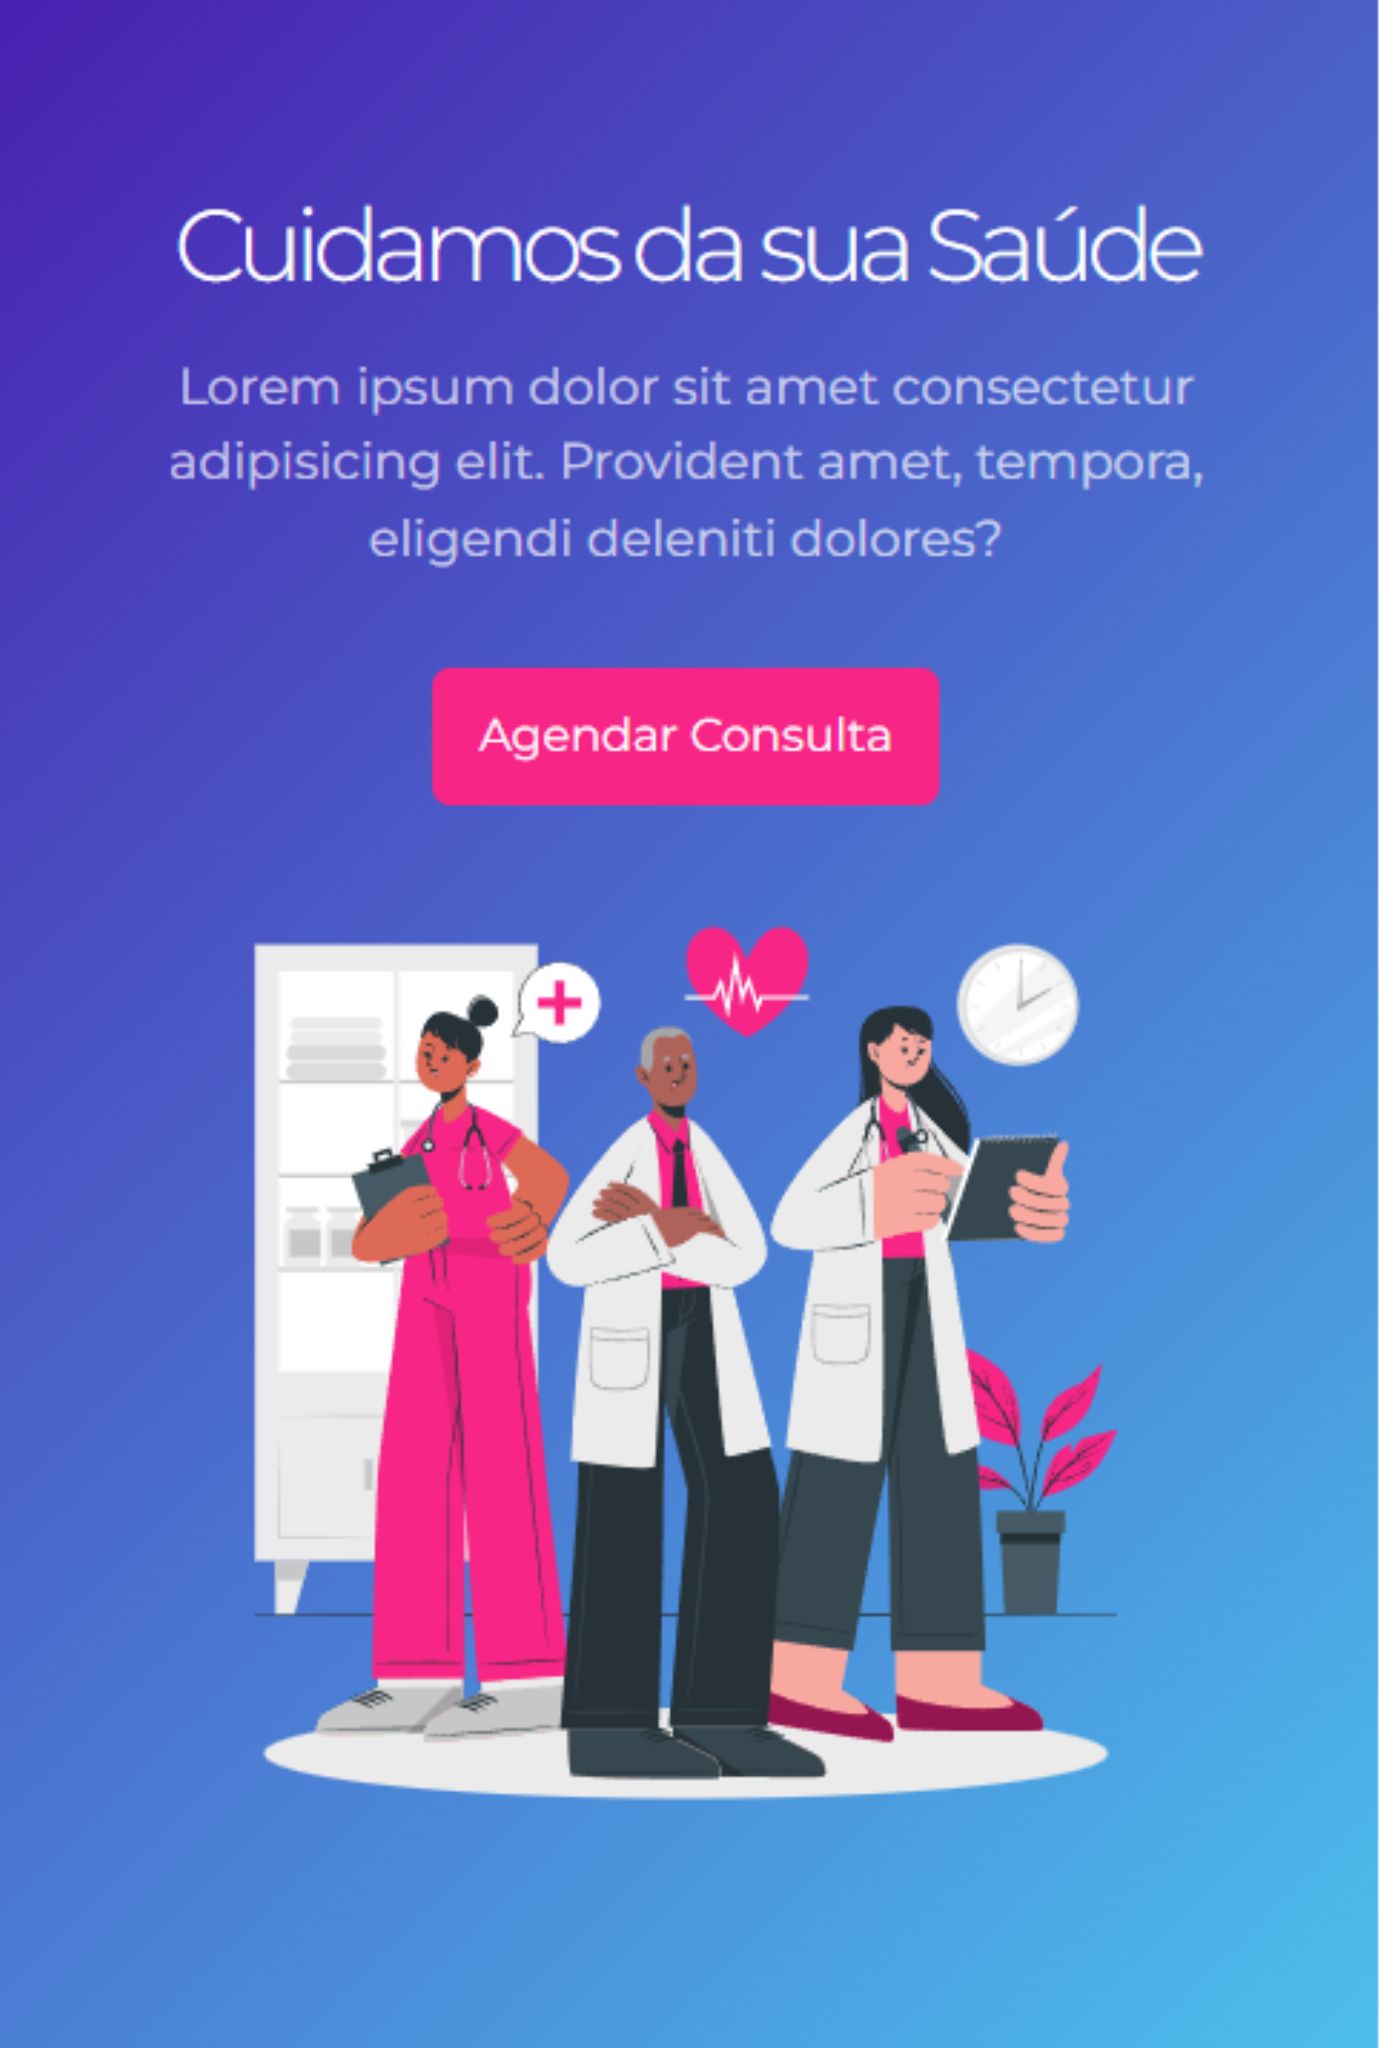 Cuidamos da sua Saúde
Lorem ipsum dolor sit amet consectetur
adipisicing elit. Provident amet, tempora,
eligendi deleniti dolores?
Agendar Consulta